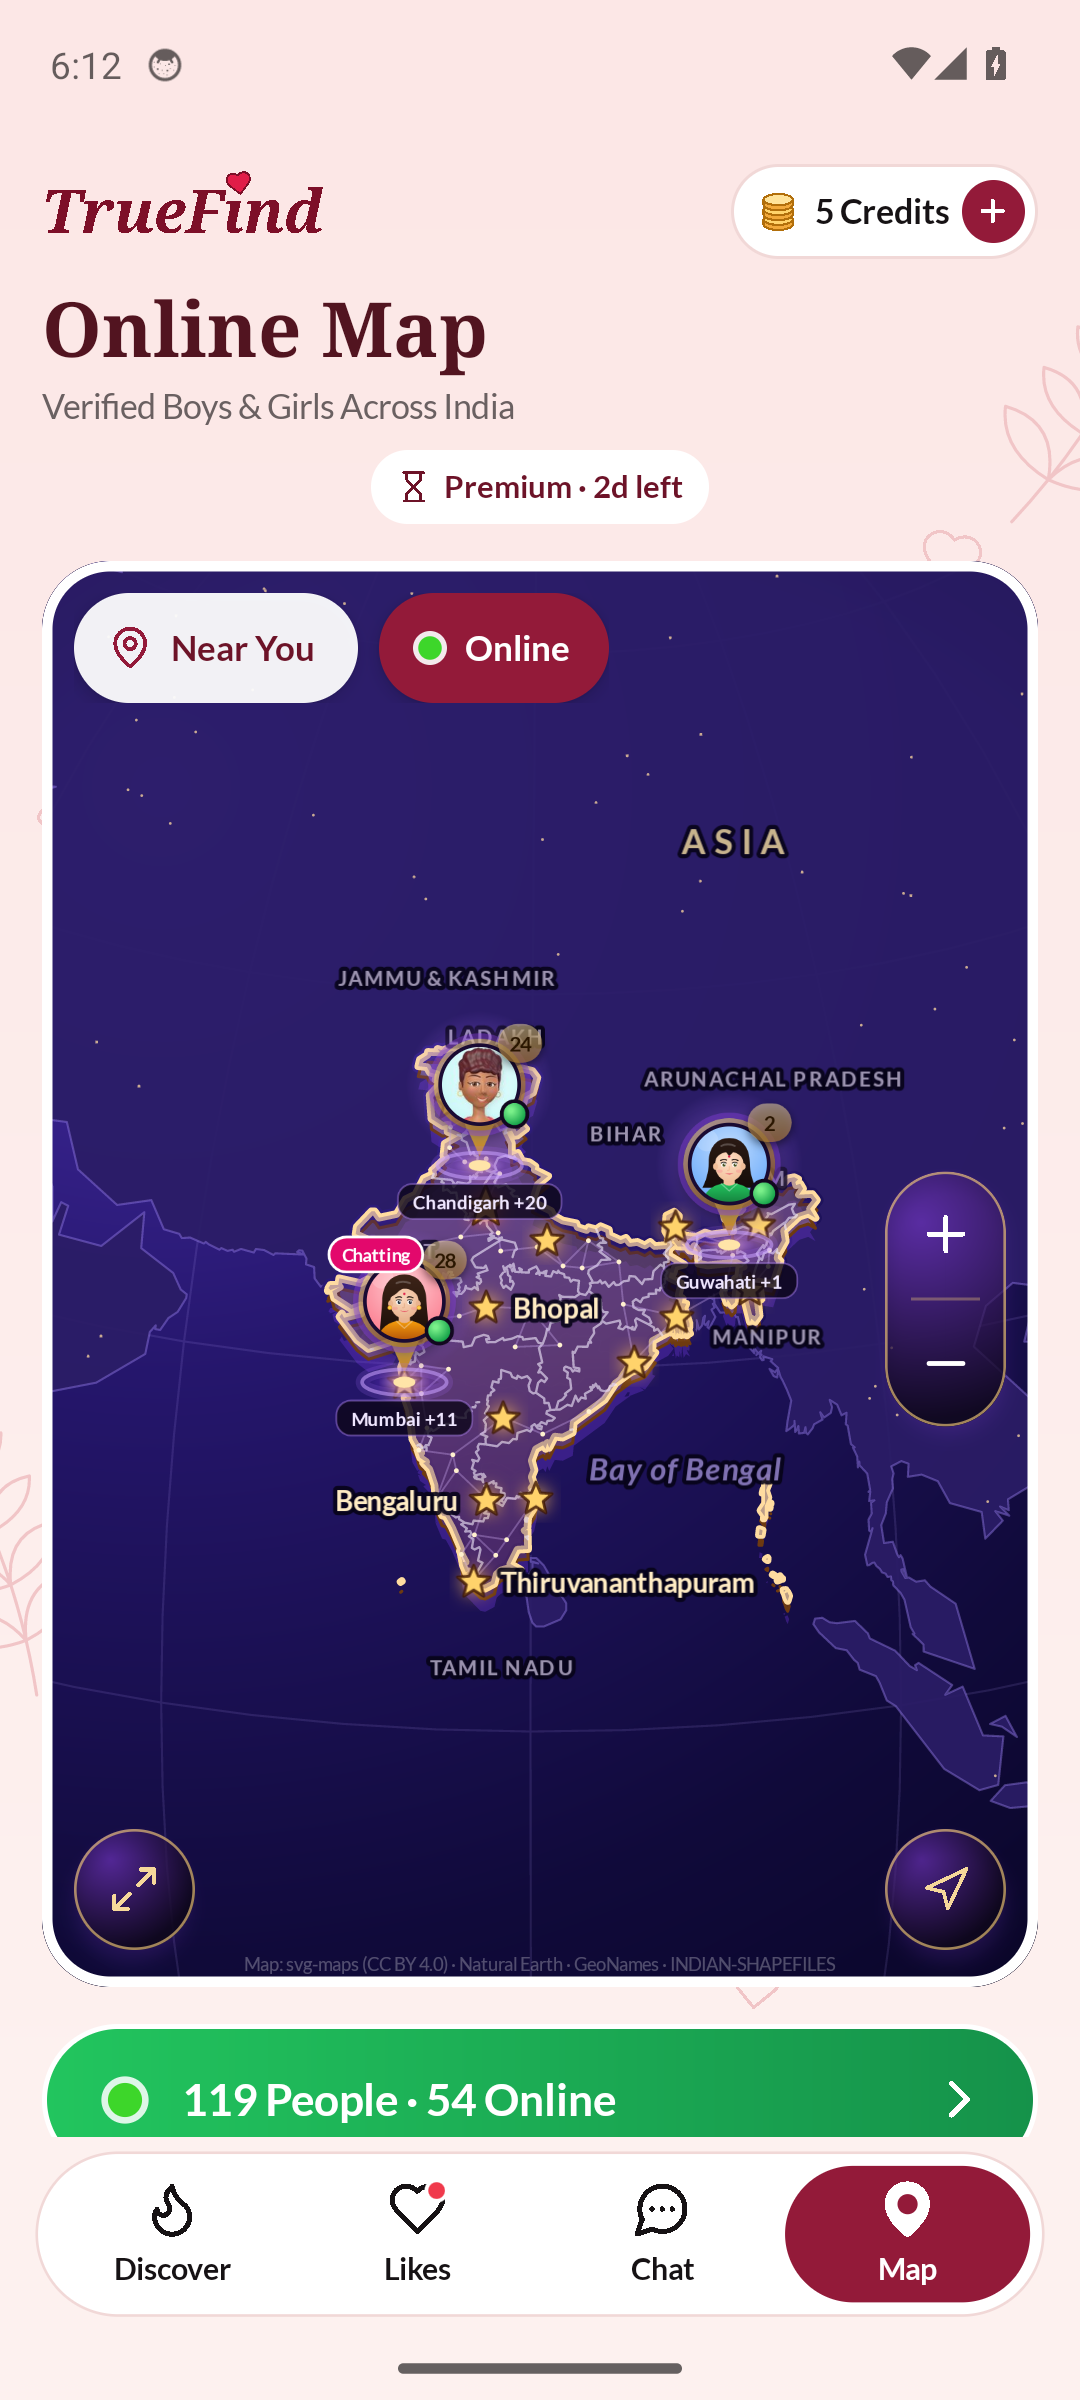 6:12
TrueFind
5 Credits
Online Map
Verified Boys & Girls Across India
Premium · 2d left
Near You
Online
ASIA
JAMMU & KASHMIR
LADAKH
24
ARUNACHAL PRADESH
2
BIHAR
Chandigarh +20
Chatting
28
Guwahati +1
Bhopal
MANIPUR
Mumbai +11
Bay of Bengal
Bengaluru
Thiruvananthapuram
TAMIL NADU
Map: svg-maps (CC BY 4.0) · Natural Earth · GeoNames · INDIAN-SHAPEFILES
119 People · 54 Online
Discover
Likes
Chat
Map